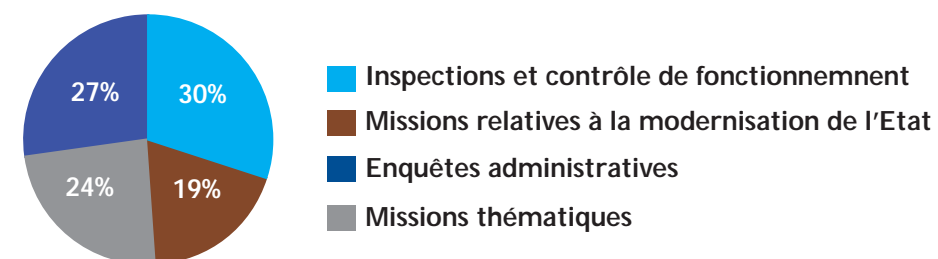 27%
30%
24%
19%
Inspections et contrôle de fonctionnemnent
Missions relatives à la modernisation de l'Etat
Enquêtes administratives
Missions thématiques